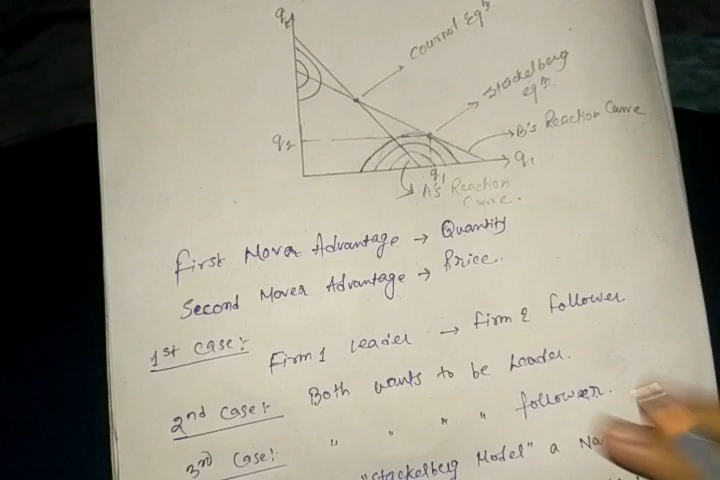 q2
Cournot Eqm
Stackelberg
eqm
B's Reaction Curve
q2
q1
q1
A's Reaction
Curve.
First Mover Advantage → Quantity
Second Mover Advantage → Price.
1st case:-
Firm 1 leader → firm 2 follower
2nd case:- Both wants to be Leader.
3rd Case:- " " " " follower.
"Stackelberg Model" a Na